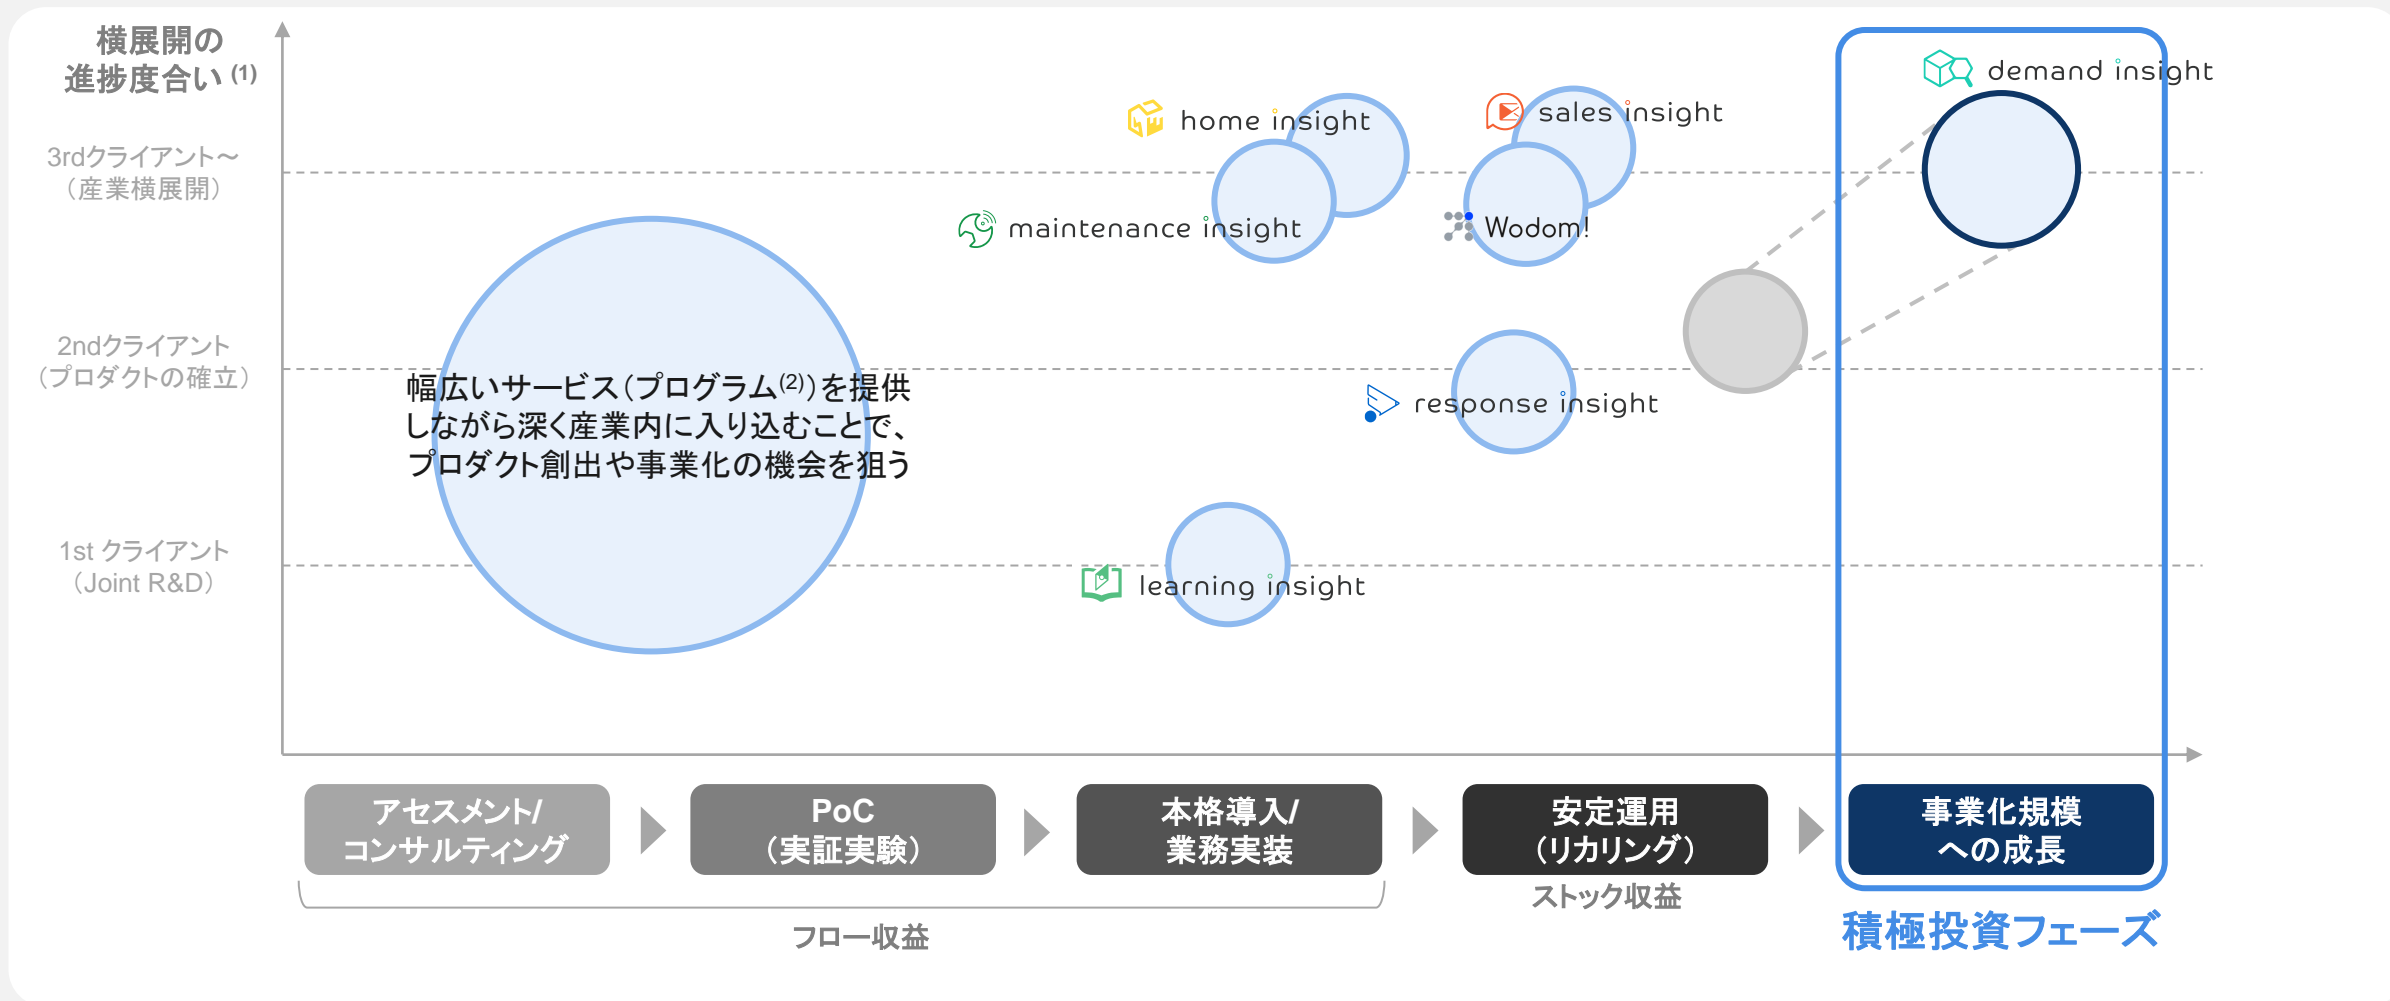 横展開の
進捗度合い (1)
3rdクライアント～
（産業横展開）
2ndクライアント
（プロダクトの確立）
1st クライアント
（Joint R&D）
幅広いサービス（プログラム(2)）を提供
しながら深く産業内に入り込むことで、
プロダクト創出や事業化の機会を狙う
home insight
maintenance insight
sales insight
Wodom!
response insight
learning insight
demand insight
アセスメント/
コンサルティング
PoC
（実証実験）
本格導入/
業務実装
安定運用
（リカリング）
事業化規模
への成長
フロー収益
ストック収益
積極投資フェーズ